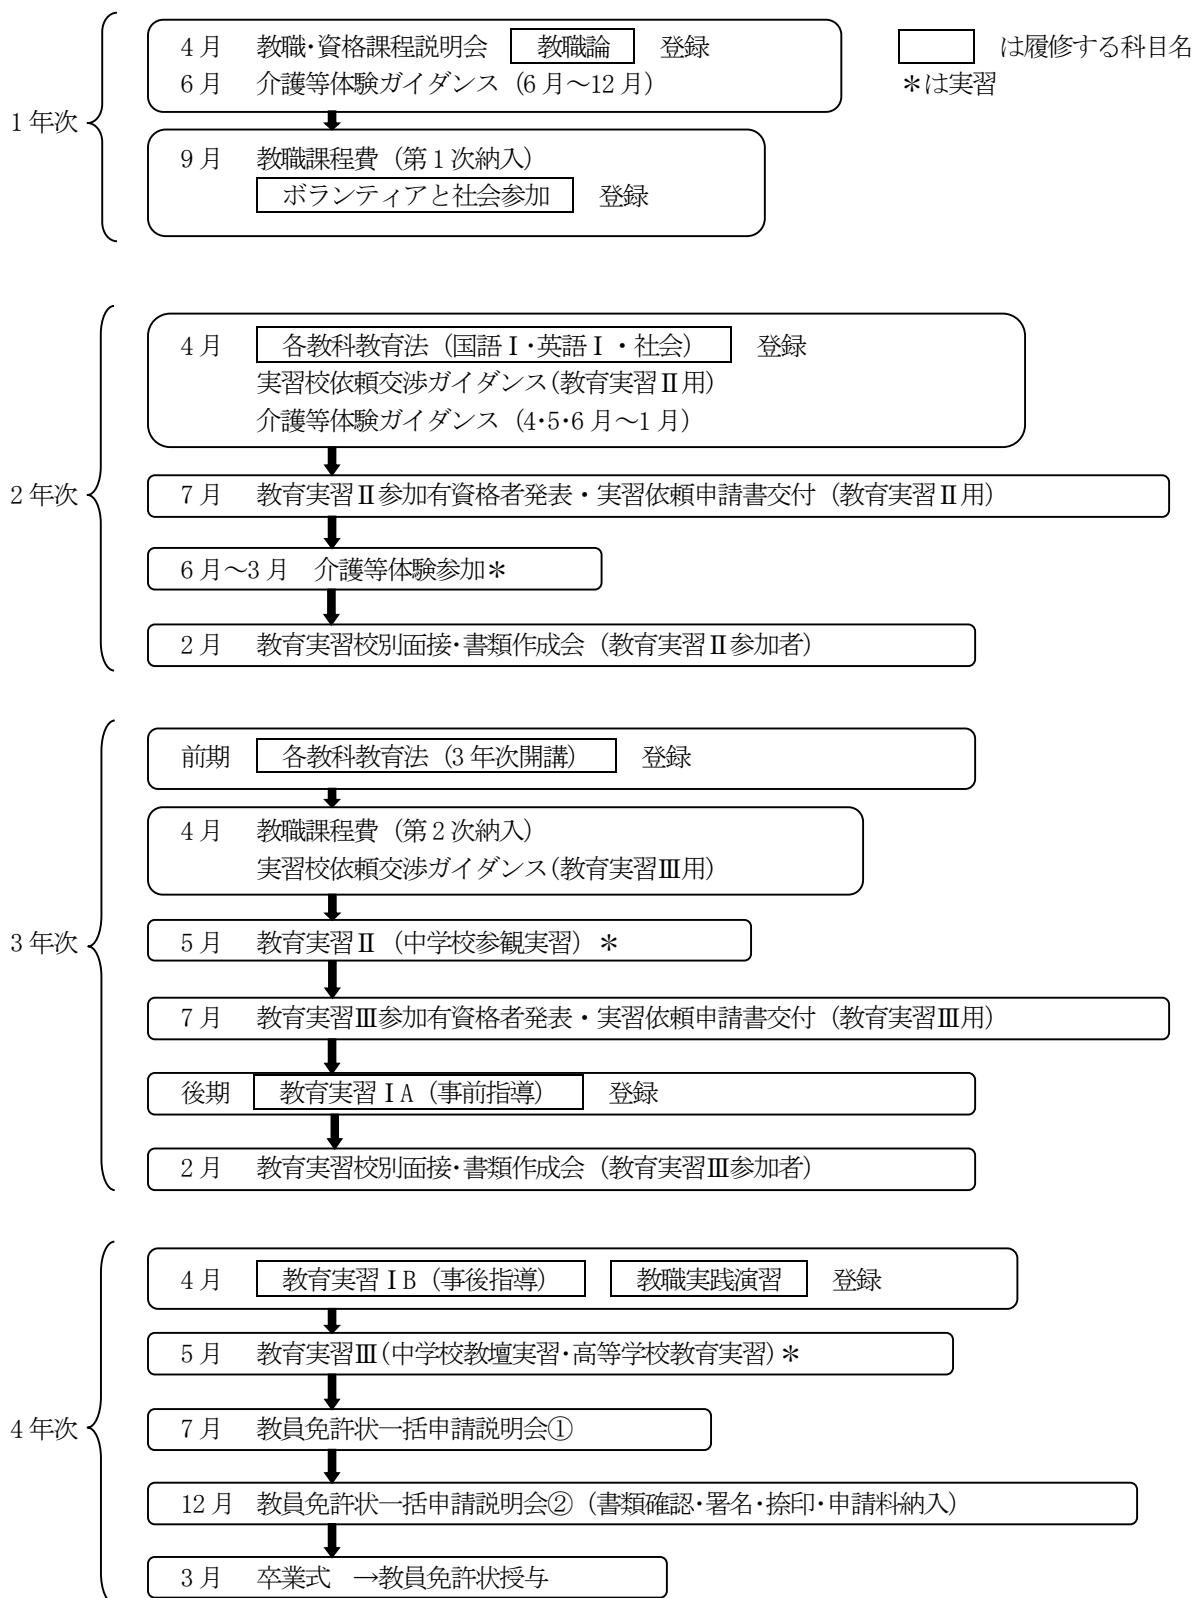 4月 教職・資格課程説明会 教職論 登録
は履修する科目名
6月 介護等体験ガイダンス（6月～12月）
＊は実習
1年次
9月 教職課程費（第1次納入）
ボランティアと社会参加 登録
4月 各教科教育法（国語Ⅰ・英語Ⅰ・社会） 登録
実習校依頼交渉ガイダンス（教育実習Ⅱ用）
介護等体験ガイダンス（4・5・6月～1月）
2年次
7月 教育実習Ⅱ参加有資格者発表・実習依頼申請書交付（教育実習Ⅱ用）
6月～3月 介護等体験参加＊
2月 教育実習校別面接・書類作成会（教育実習Ⅱ参加者）
前期 各教科教育法（3年次開講） 登録
4月 教職課程費（第2次納入）
実習校依頼交渉ガイダンス（教育実習Ⅲ用）
3年次
5月 教育実習Ⅱ（中学校参観実習）＊
7月 教育実習Ⅲ参加有資格者発表・実習依頼申請書交付（教育実習Ⅲ用）
後期 教育実習ⅠA（事前指導） 登録
2月 教育実習校別面接・書類作成会（教育実習Ⅲ参加者）
4月 教育実習ⅠB（事後指導） 教職実践演習 登録
5月 教育実習Ⅲ（中学校教壇実習・高等学校教育実習）＊
4年次
7月 教員免許状一括申請説明会①
12月 教員免許状一括申請説明会②（書類確認・署名・捺印・申請料納入）
3月 卒業式 →教員免許状授与